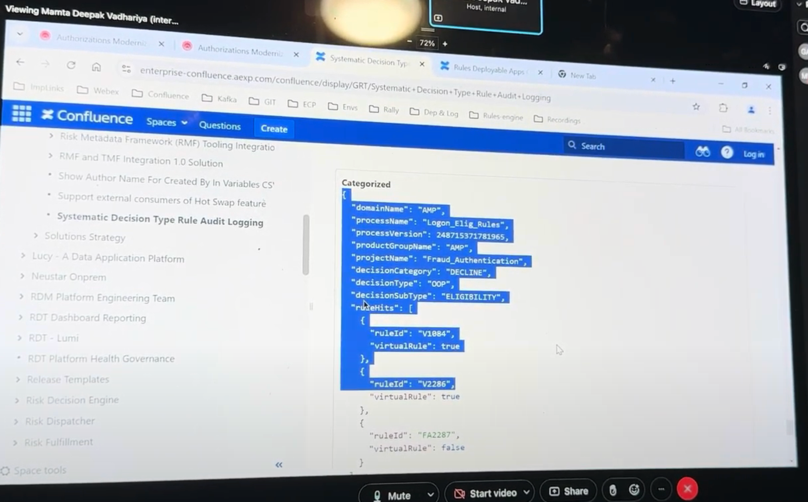 Viewing Mamta Deepak Vadhariya (inter...
Host, internal
Layout
72% +
Authorizations Moderniz
Authorizations Moderniz
Systematic Decision Typ
Rules Deployable Apps
New Tab
enterprise-confluence.aexp.com/confluence/display/GRT/Systematic+Decision+Type+Rule+Audit+Logging
Webex
Confluence
Kafka
GIT
ECP
Envs
Rally
Dep & Log
Rules engine
Recordings
All Bookmarks
Confluence
Spaces
Questions
Create
Search
Log in
Risk Metadata Framework (RMF) Tooling Integratio
RMF and TMF Integration 1.0 Solution
Show Author Name For Created By In Variables CS'
Support external consumers of Hot Swap feature
Systematic Decision Type Rule Audit Logging
Solutions Strategy
Lucy - A Data Application Platform
Neustar Onprem
RDM Platform Engineering Team
RDT Dashboard Reporting
RDT - Lumi
RDT Platform Health Governance
Release Templates
Risk Decision Engine
Risk Dispatcher
Risk Fulfillment
Space tools
Categorized
{
"domainName": "AMP",
"processName": "Logon_Elig_Rules",
"processVersion": 248715371781965,
"productGroupName": "AMP",
"projectName": "Fraud_Authentication",
"decisionCategory": "DECLINE",
"decisionType": "OOP",
"decisionSubType": "ELIGIBILITY",
"ruleHits": [
{
"ruleId": "V1084",
"virtualRule": true
},
{
"ruleId": "V2286",
"virtualRule": true
},
{
"ruleId": "FA2287",
"virtualRule": false
}
Mute
Start video
Share